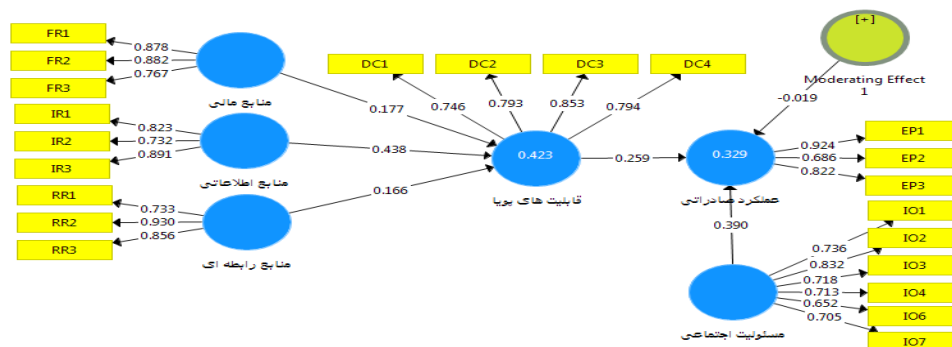 FR1
FR2
FR3
0.878
0.882
0.767
منابع مالی
IR1
IR2
IR3
0.823
0.732
0.891
منابع اطلاعاتی
RR1
RR2
RR3
0.733
0.930
0.856
منابع رابطه ای
0.177
0.438
0.166
DC1
DC2
DC3
DC4
0.746
0.793
0.853
0.794
0.423
قابلیت های پویا
0.259
[+]
Moderating Effect
1
-0.019
0.329
عملکرد صادراتی
0.924
0.686
0.822
EP1
EP2
EP3
0.390
مسئولیت اجتماعی
0.736
0.832
0.718
0.713
0.652
0.705
IO1
IO2
IO3
IO4
IO6
IO7